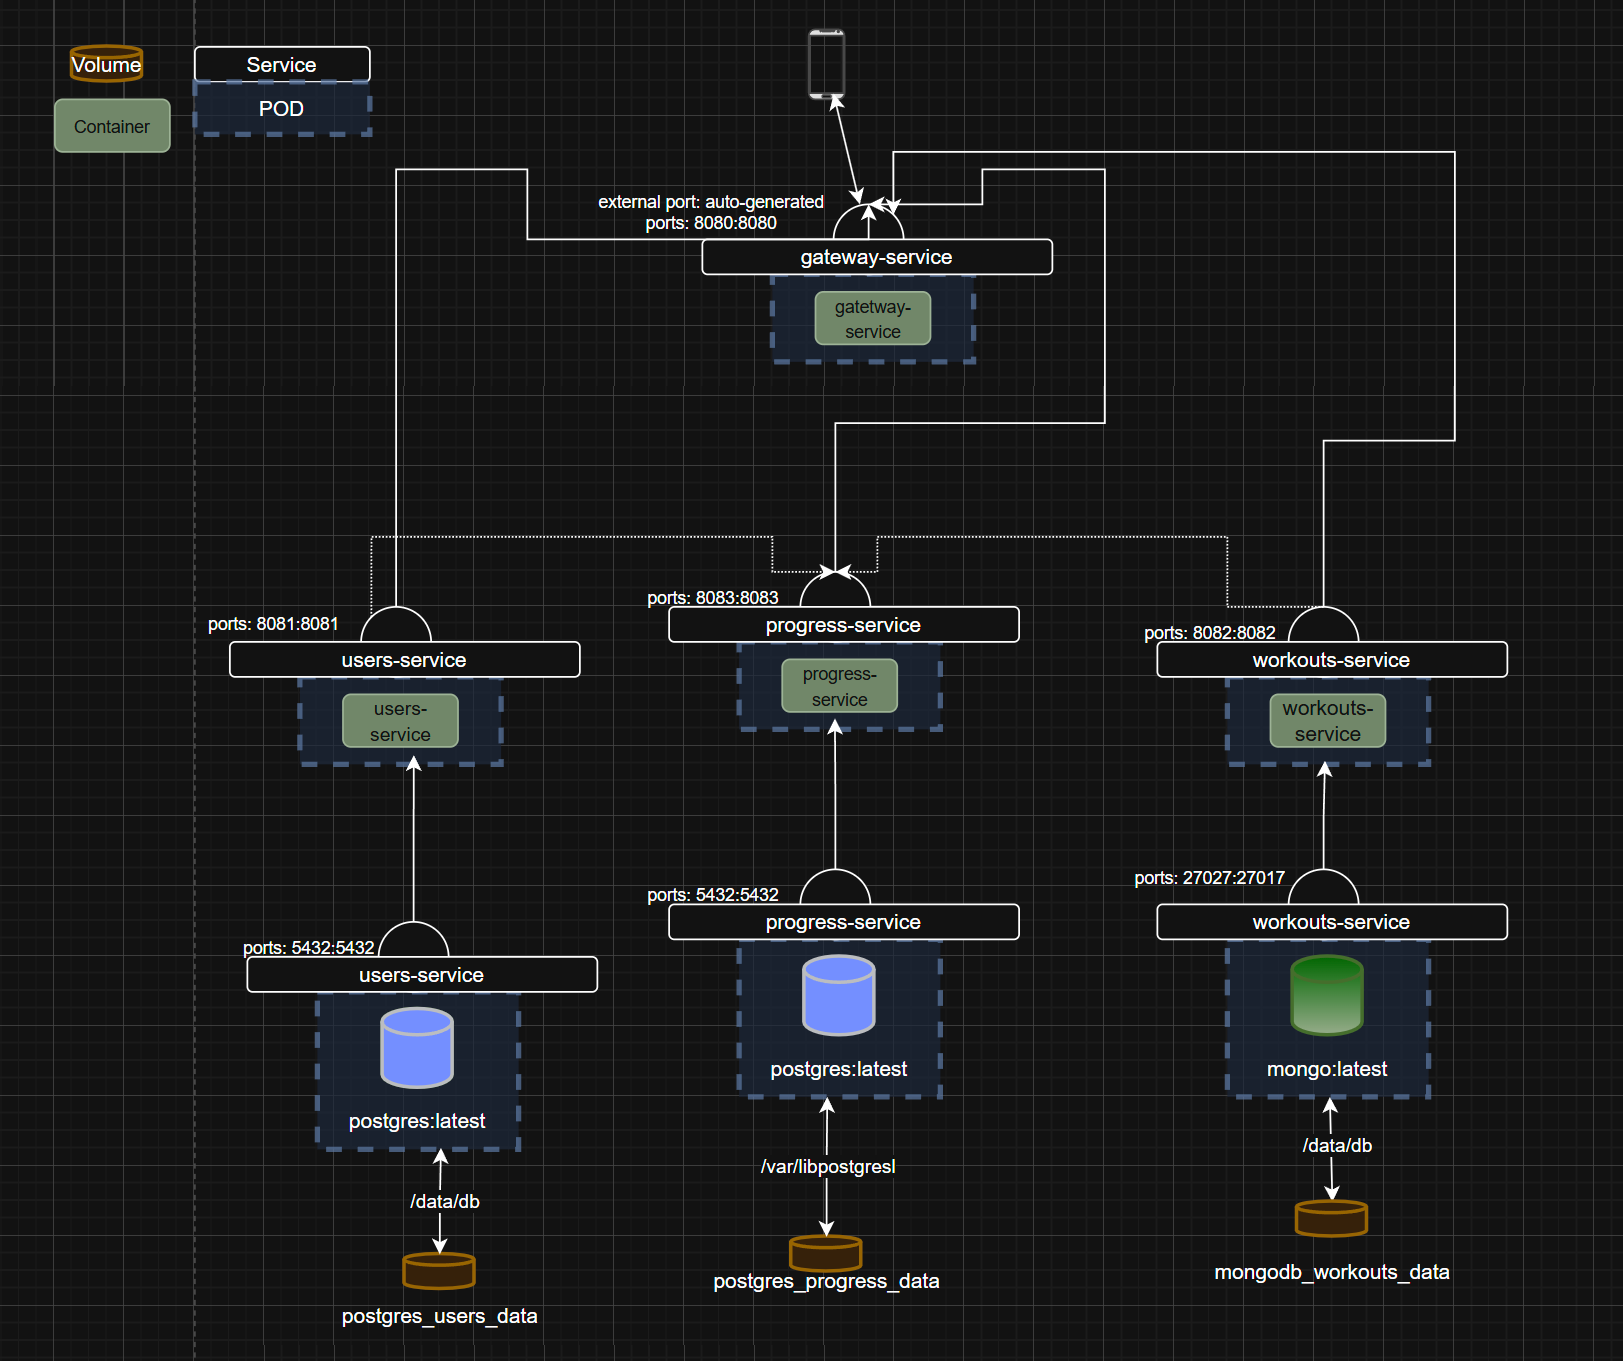 Volume
Service
POD
Container
external port: auto-generated
ports: 8080:8080
gateway-service
gatetway-
service
ports: 8081:8081
users-service
users-
service
ports: 8083:8083
progress-service
progress-
service
ports: 8082:8082
workouts-service
workouts-
service
ports: 5432:5432
users-service
postgres:latest
/data/db
postgres_users_data
ports: 5432:5432
progress-service
postgres:latest
/var/libpostgresl
postgres_progress_data
ports: 27027:27017
workouts-service
mongo:latest
/data/db
mongodb_workouts_data